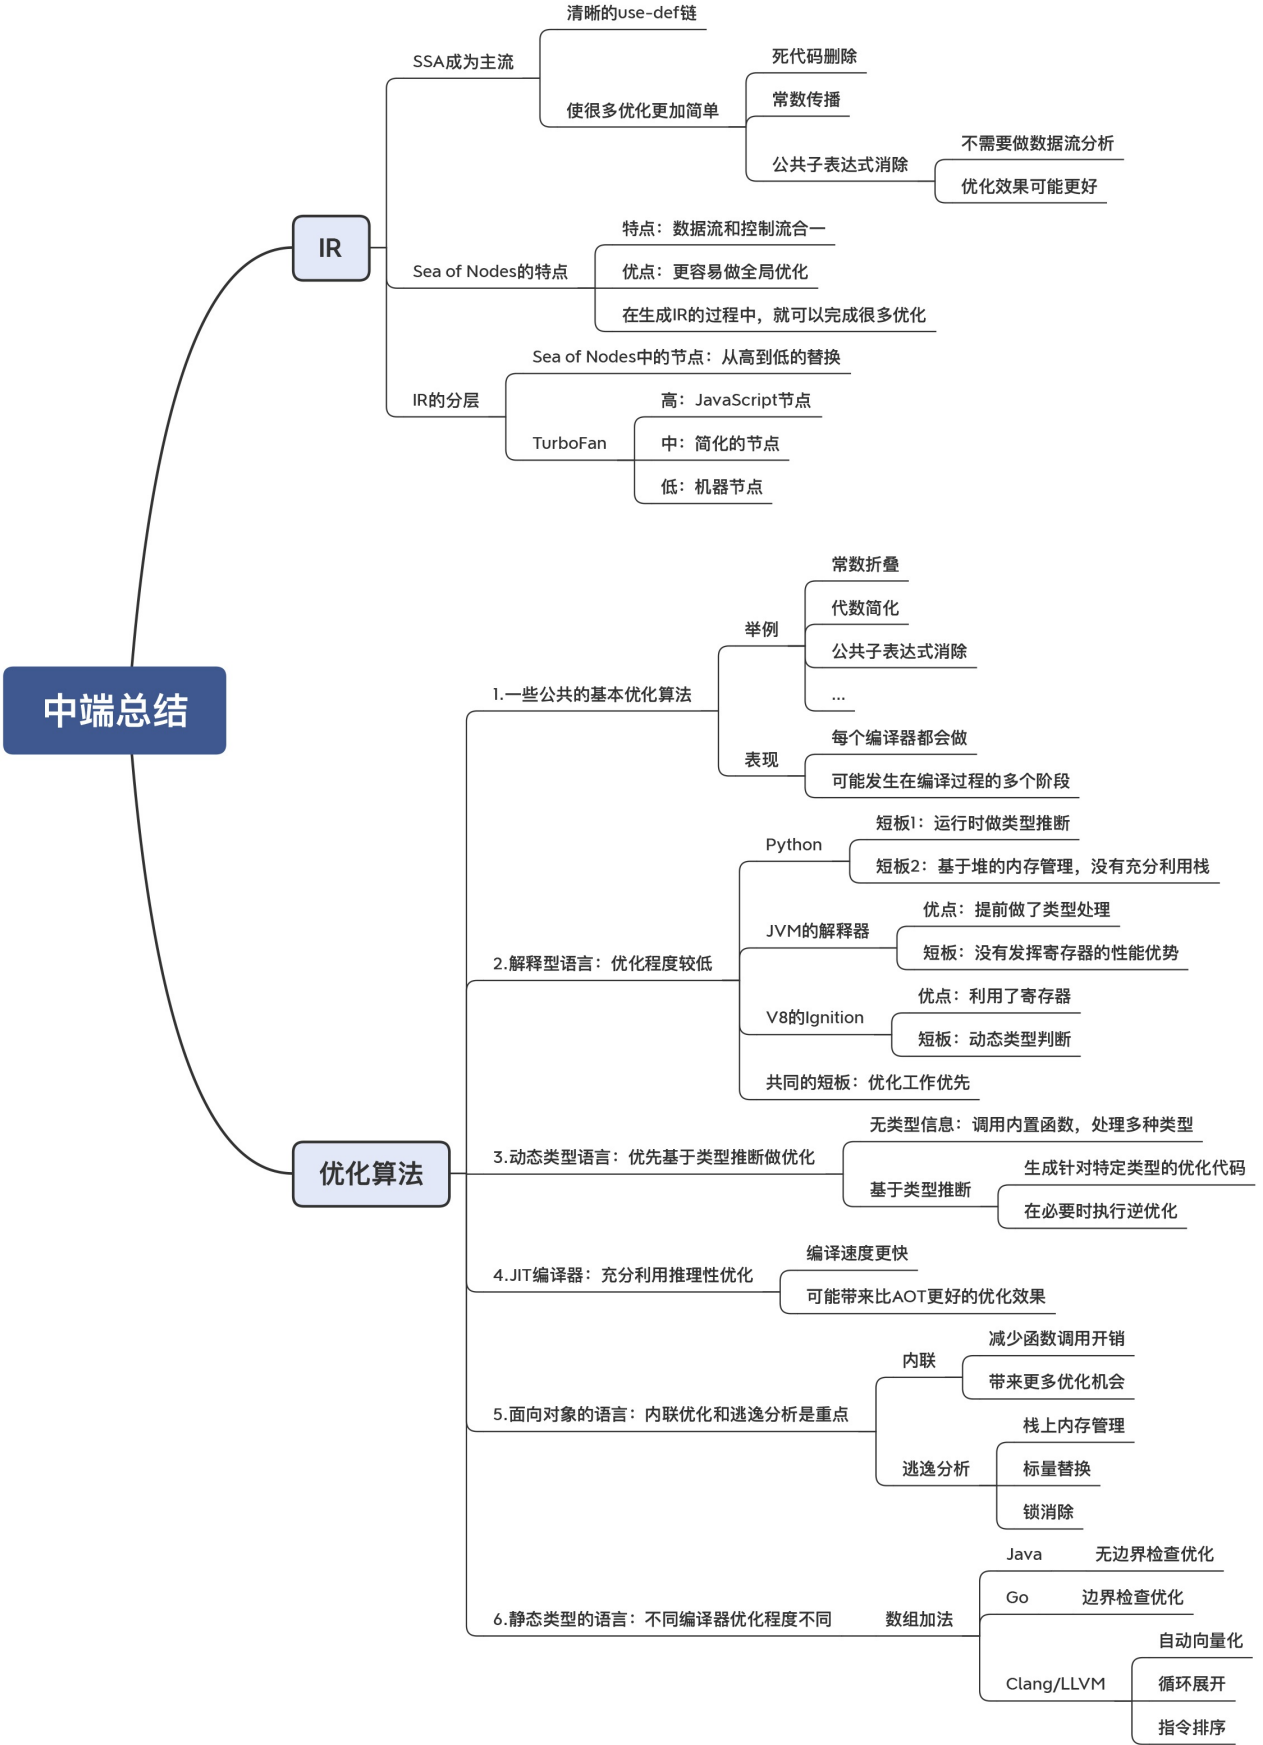 中端总结
IR
SSA成为主流
清晰的use-def链
使很多优化更加简单
死代码删除
常数传播
公共子表达式消除
不需要做数据流分析
优化效果可能更好
Sea of Nodes的特点
特点：数据流和控制流合一
优点：更容易做全局优化
在生成IR的过程中，就可以完成很多优化
IR的分层
Sea of Nodes中的节点：从高到低的替换
TurboFan
高：JavaScript节点
中：简化的节点
低：机器节点
优化算法
1.一些公共的基本优化算法
举例
常数折叠
代数简化
公共子表达式消除
...
表现
每个编译器都会做
可能发生在编译过程的多个阶段
2.解释型语言：优化程度较低
Python
短板1：运行时做类型推断
短板2：基于堆的内存管理，没有充分利用栈
JVM的解释器
优点：提前做了类型处理
短板：没有发挥寄存器的性能优势
V8的Ignition
优点：利用了寄存器
短板：动态类型判断
共同的短板：优化工作优先
3.动态类型语言：优先基于类型推断做优化
无类型信息：调用内置函数，处理多种类型
基于类型推断
生成针对特定类型的优化代码
在必要时执行逆优化
4.JIT编译器：充分利用推理性优化
编译速度更快
可能带来比AOT更好的优化效果
5.面向对象的语言：内联优化和逃逸分析是重点
内联
减少函数调用开销
带来更多优化机会
逃逸分析
栈上内存管理
标量替换
锁消除
6.静态类型的语言：不同编译器优化程度不同
数组加法
Java
无边界检查优化
Go
边界检查优化
Clang/LLVM
自动向量化
循环展开
指令排序